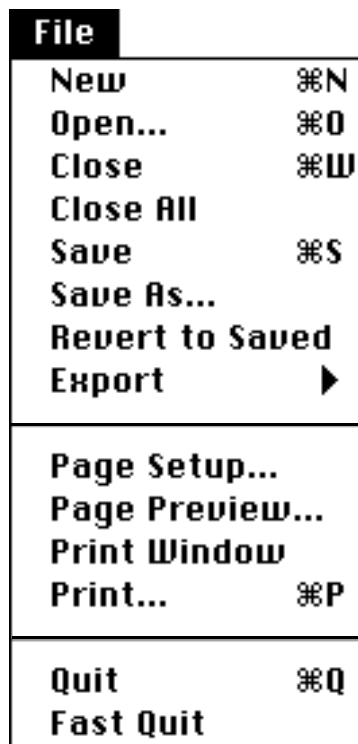 File
New ⌘N
Open... ⌘O
Close ⌘W
Close All
Save ⌘S
Save As...
Revert to Saved
Export ▶
Page Setup...
Page Preview...
Print Window
Print... ⌘P
Quit ⌘Q
Fast Quit